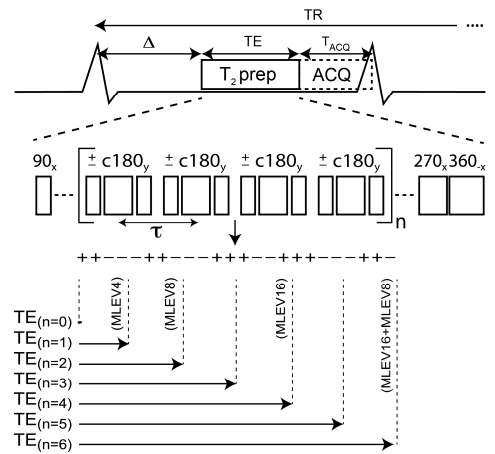 TR
Δ
TE
T_ACQ
T₂ prep
ACQ
90ₓ
± c180ᵧ
± c180ᵧ
± c180ᵧ
± c180ᵧ
270ₓ360₋ₓ
n
τ
++−−−++−−−+++−−+++−−−++−
(MLEV4)
(MLEV8)
(MLEV16)
(MLEV16+MLEV8)
TE(n=0)
TE(n=1)
TE(n=2)
TE(n=3)
TE(n=4)
TE(n=5)
TE(n=6)